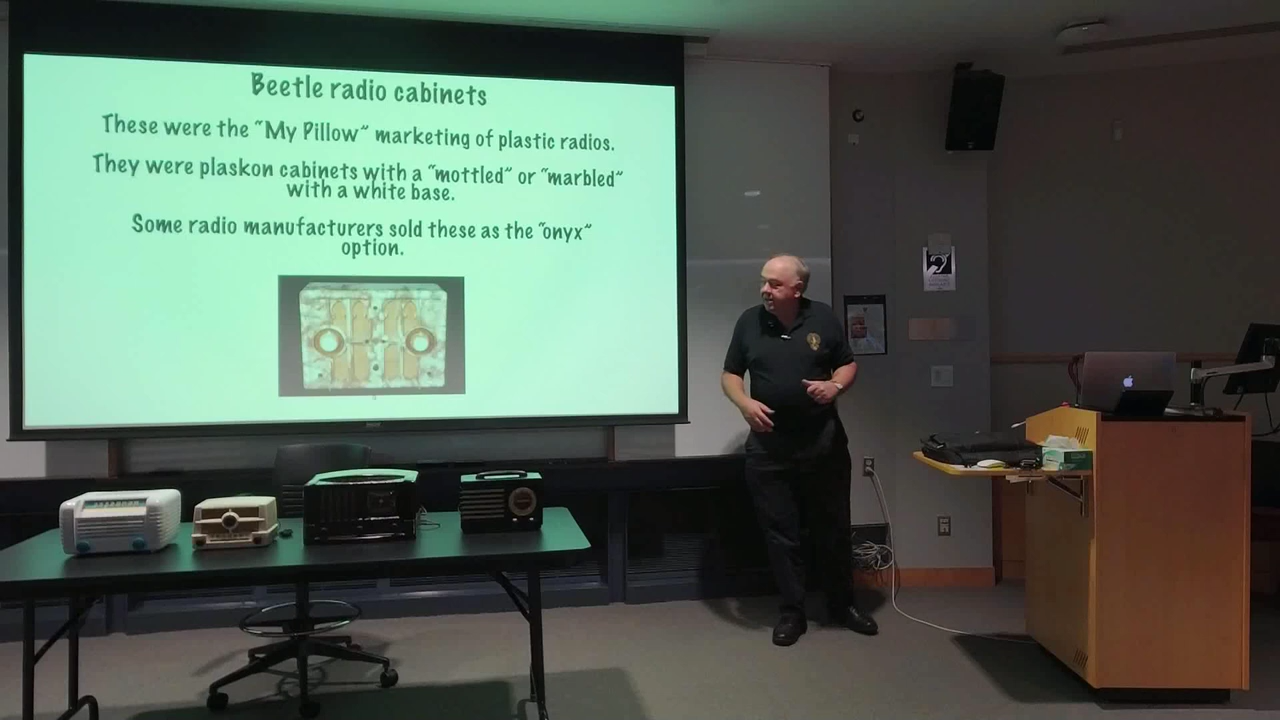 Beetle radio cabinets
These were the "My Pillow" marketing of plastic radios.
They were plaskon cabinets with a "mottled" or "marbled"
with a white base.
Some radio manufacturers sold these as the "onyx"
option.